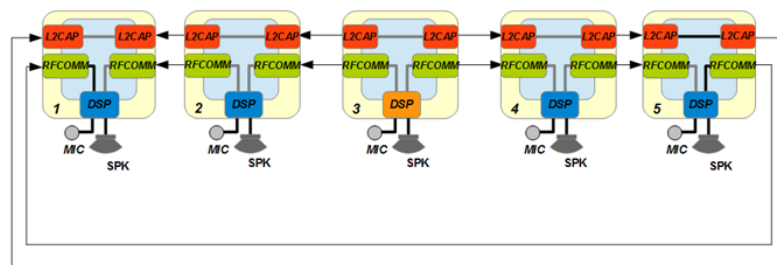 L2CAP L2CAP L2CAP L2CAP L2CAP L2CAP L2CAP L2CAP L2CAP L2CAP
RFCOMM RFCOMM RFCOMM RFCOMM RFCOMM RFCOMM RFCOMM RFCOMM RFCOMM RFCOMM
1 DSP 2 DSP 3 DSP 4 DSP 5 DSP
MIC MIC MIC MIC MIC
SPK SPK SPK SPK SPK